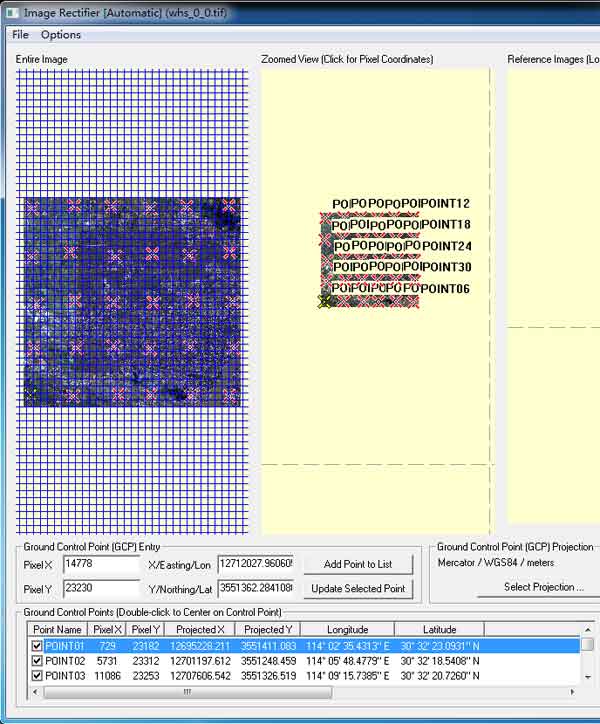 Image Rectifier [Automatic] (whs_0_0.tif)
File Options
Entire Image
Zoomed View (Click for Pixel Coordinates)
Reference Images (Lo
POINT12
POINT18
POINT24
POINT30
POINT06
Ground Control Point (GCP) Entry
Pixel X 14778 X/Easting/Lon 12712027.96060 Add Point to List
Pixel Y 23230 Y/Northing/Lat 3551362.284108 Update Selected Point
Ground Control Point (GCP) Projection
Mercator / WGS84 / meters
Select Projection ...
Ground Control Points (Double-click to Center on Control Point)
Point Name Pixel X Pixel Y Projected X Projected Y Longitude Latitude
POINT01 729 23182 12695228.211 3551411.083 114° 02' 35.4313" E 30° 32' 23.0931" N
POINT02 5731 23312 12701197.612 3551248.459 114° 05' 48.4779" E 30° 32' 18.5408" N
POINT03 11086 23253 12707606.542 3551326.519 114° 09' 15.7385" E 30° 32' 20.7260" N